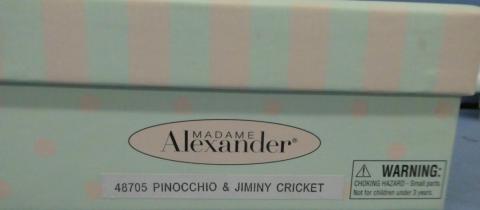 MADAME
Alexander®
48705 PINOCCHIO & JIMINY CRICKET
WARNING:
CHOKING HAZARD - Small parts.
Not for children under 3 years.